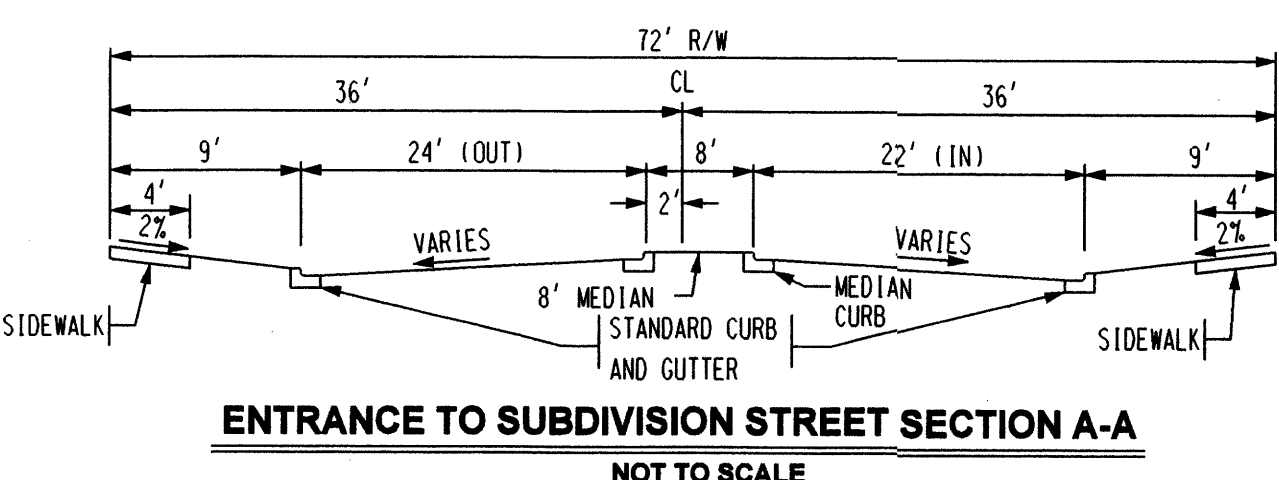 72' R/W
CL
36'
36'
9'
24' (OUT)
8'
22' (IN)
9'
4'
2'
4'
2%
VARIES
VARIES
2%
8' MEDIAN
MEDIAN
CURB
SIDEWALK
STANDARD CURB
AND GUTTER
SIDEWALK
ENTRANCE TO SUBDIVISION STREET SECTION A-A
NOT TO SCALE